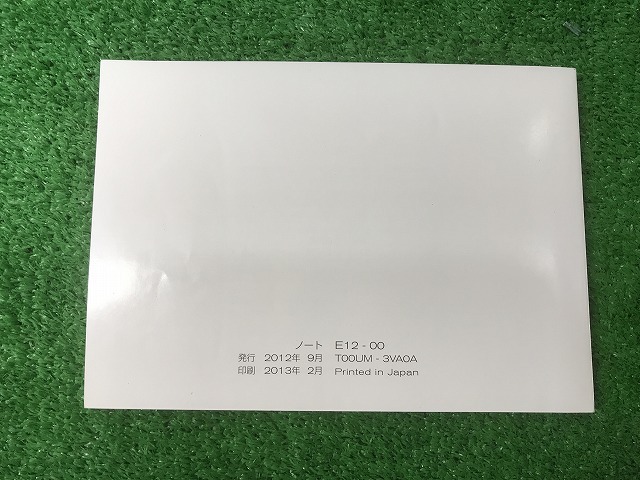 ノート E12 - 00
発行 2012年 9月 T00UM - 3VA0A
印刷 2013年 2月 Printed in Japan